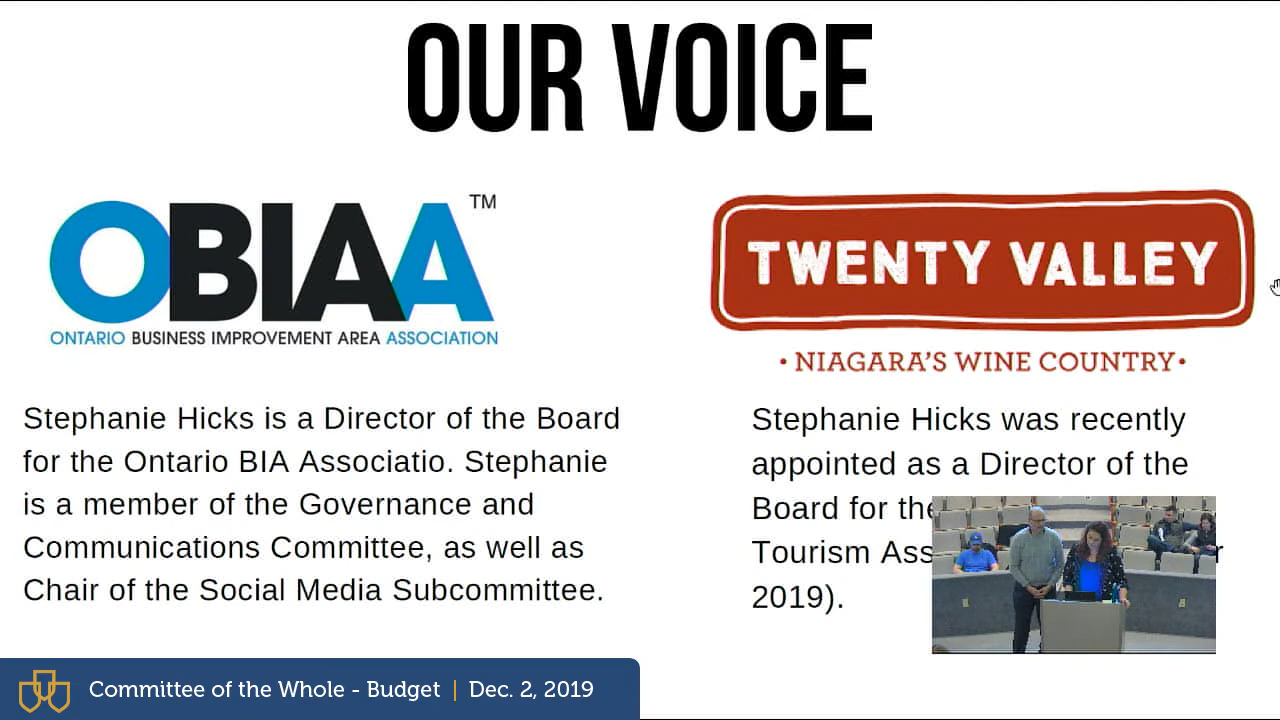 OUR VOICE
OBIAA™
ONTARIO BUSINESS IMPROVEMENT AREA ASSOCIATION
Stephanie Hicks is a Director of the Board
for the Ontario BIA Associatio. Stephanie
is a member of the Governance and
Communications Committee, as well as
Chair of the Social Media Subcommittee.
TWENTY VALLEY
• NIAGARA'S WINE COUNTRY •
Stephanie Hicks was recently
appointed as a Director of the
Board for the
Tourism
2019).
Committee of the Whole - Budget | Dec. 2, 2019